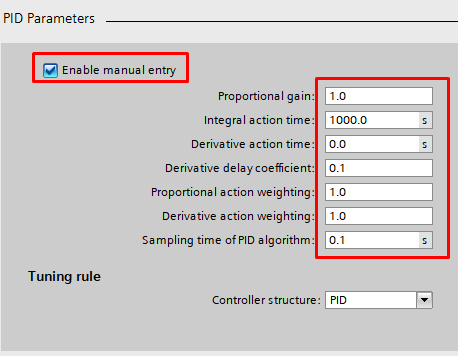 PID Parameters
Enable manual entry
Proportional gain: 1.0
Integral action time: 1000.0 s
Derivative action time: 0.0 s
Derivative delay coefficient: 0.1
Proportional action weighting: 1.0
Derivative action weighting: 1.0
Sampling time of PID algorithm: 0.1 s
Tuning rule
Controller structure: PID